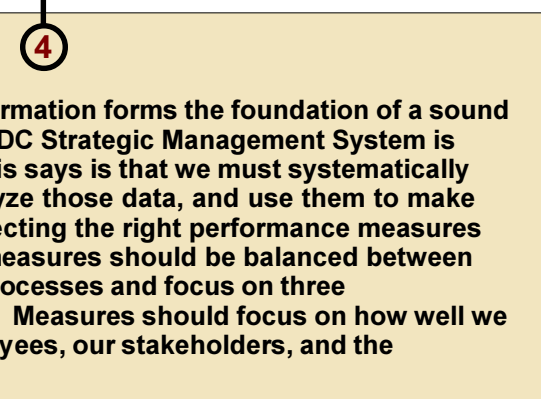 4
rmation forms the foundation of a sound
DC Strategic Management System is
is says is that we must systematically
yze those data, and use them to make
ecting the right performance measures
easures should be balanced between
ocesses and focus on three
Measures should focus on how well we
yees, our stakeholders, and the